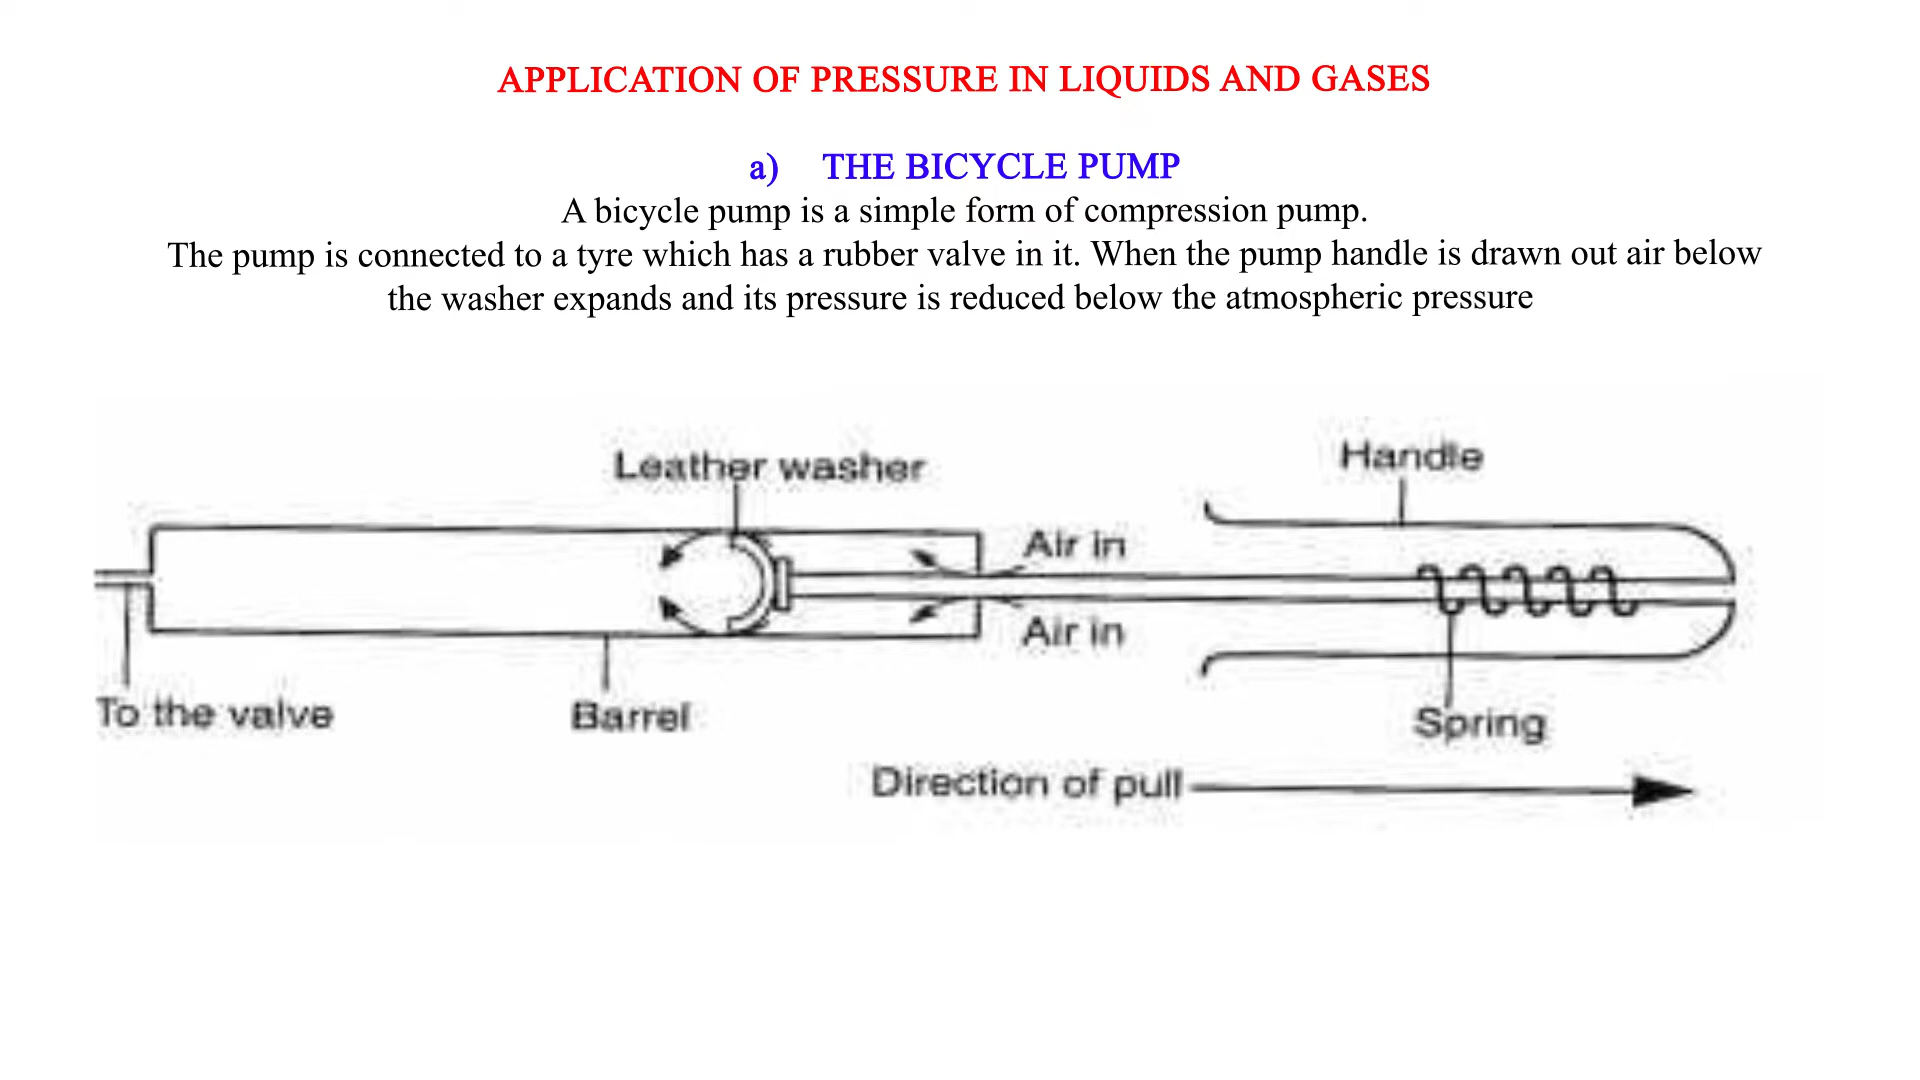 APPLICATION OF PRESSURE IN LIQUIDS AND GASES
a) THE BICYCLE PUMP
A bicycle pump is a simple form of compression pump.
The pump is connected to a tyre which has a rubber valve in it. When the pump handle is drawn out air below
the washer expands and its pressure is reduced below the atmospheric pressure
Leather washer
Handle
Air in
Air in
To the valve
Barrel
Spring
Direction of pull